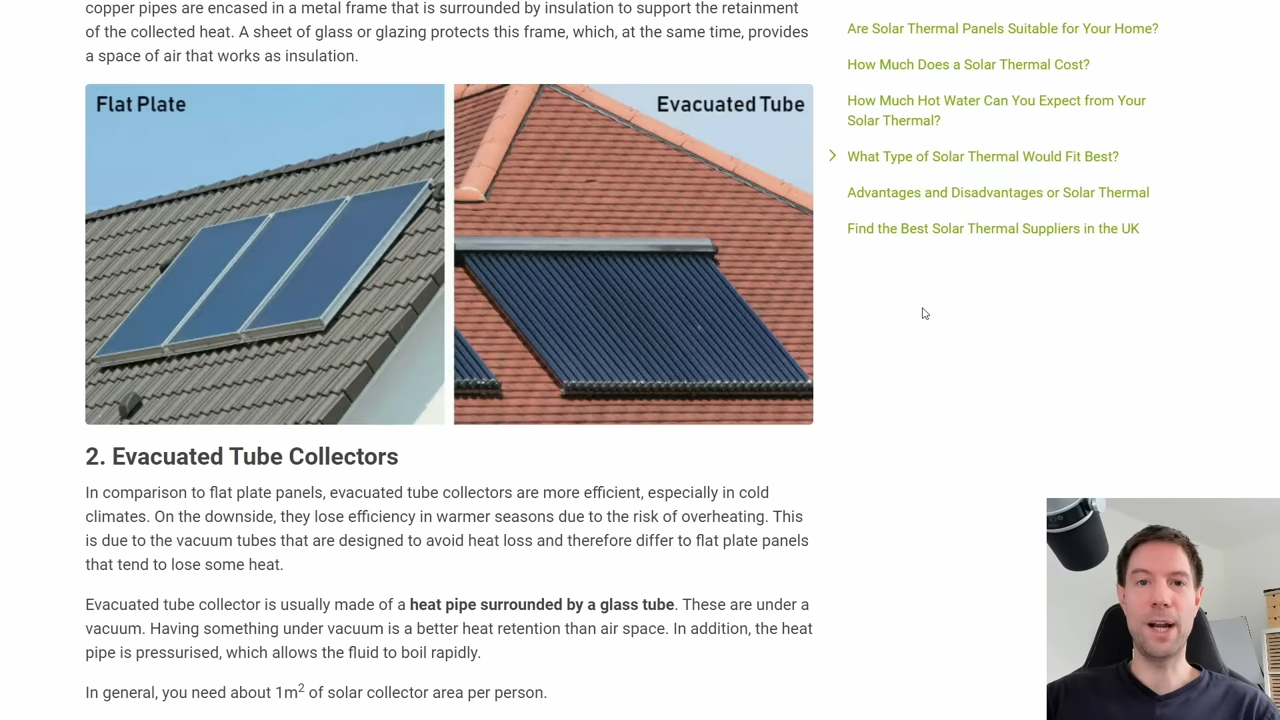 copper pipes are encased in a metal frame that is surrounded by insulation to support the retainment
of the collected heat. A sheet of glass or glazing protects this frame, which, at the same time, provides
a space of air that works as insulation.
Flat Plate
Evacuated Tube
2. Evacuated Tube Collectors
In comparison to flat plate panels, evacuated tube collectors are more efficient, especially in cold
climates. On the downside, they lose efficiency in warmer seasons due to the risk of overheating. This
is due to the vacuum tubes that are designed to avoid heat loss and therefore differ to flat plate panels
that tend to lose some heat.
Evacuated tube collector is usually made of a heat pipe surrounded by a glass tube. These are under a
vacuum. Having something under vacuum is a better heat retention than air space. In addition, the heat
pipe is pressurised, which allows the fluid to boil rapidly.
In general, you need about 1m² of solar collector area per person.
Are Solar Thermal Panels Suitable for Your Home?
How Much Does a Solar Thermal Cost?
How Much Hot Water Can You Expect from Your
Solar Thermal?
What Type of Solar Thermal Would Fit Best?
Advantages and Disadvantages or Solar Thermal
Find the Best Solar Thermal Suppliers in the UK